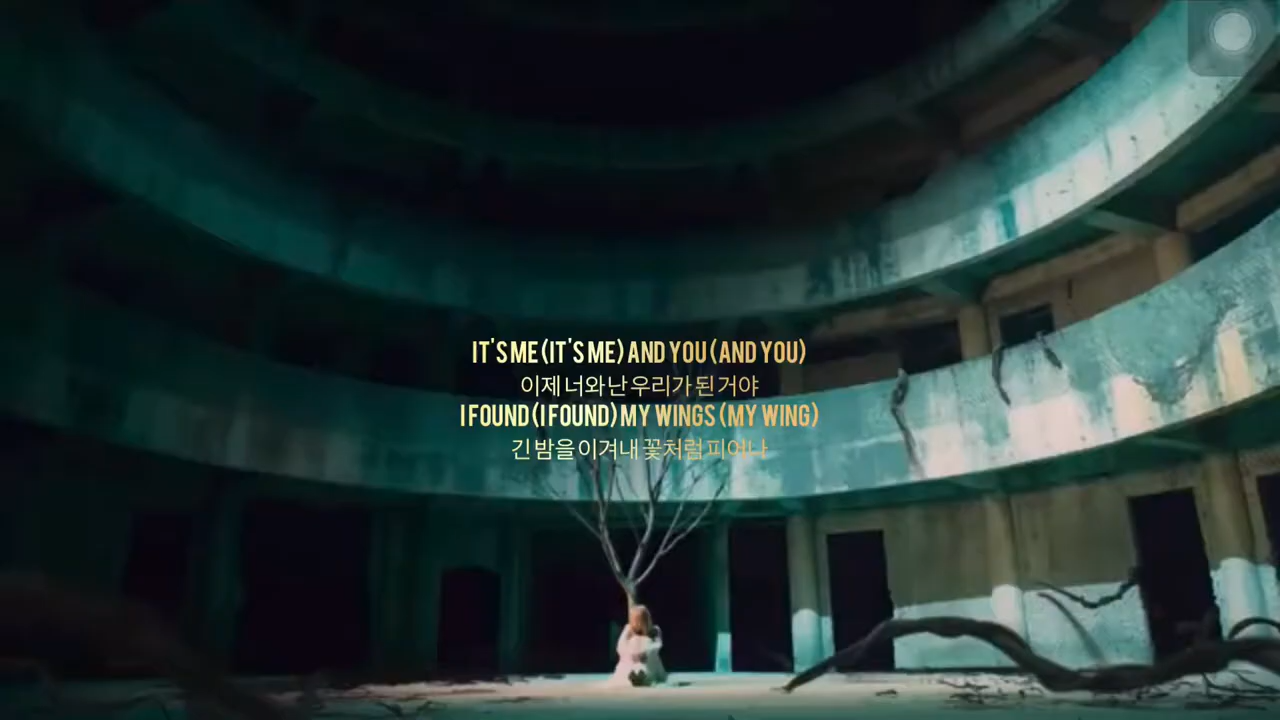 IT'S ME (IT'S ME) AND YOU (AND YOU)
이제 너와 난 우리가 된 거야
I FOUND (I FOUND) MY WINGS (MY WING)
긴 밤을 이겨내 꽃처럼 피어나